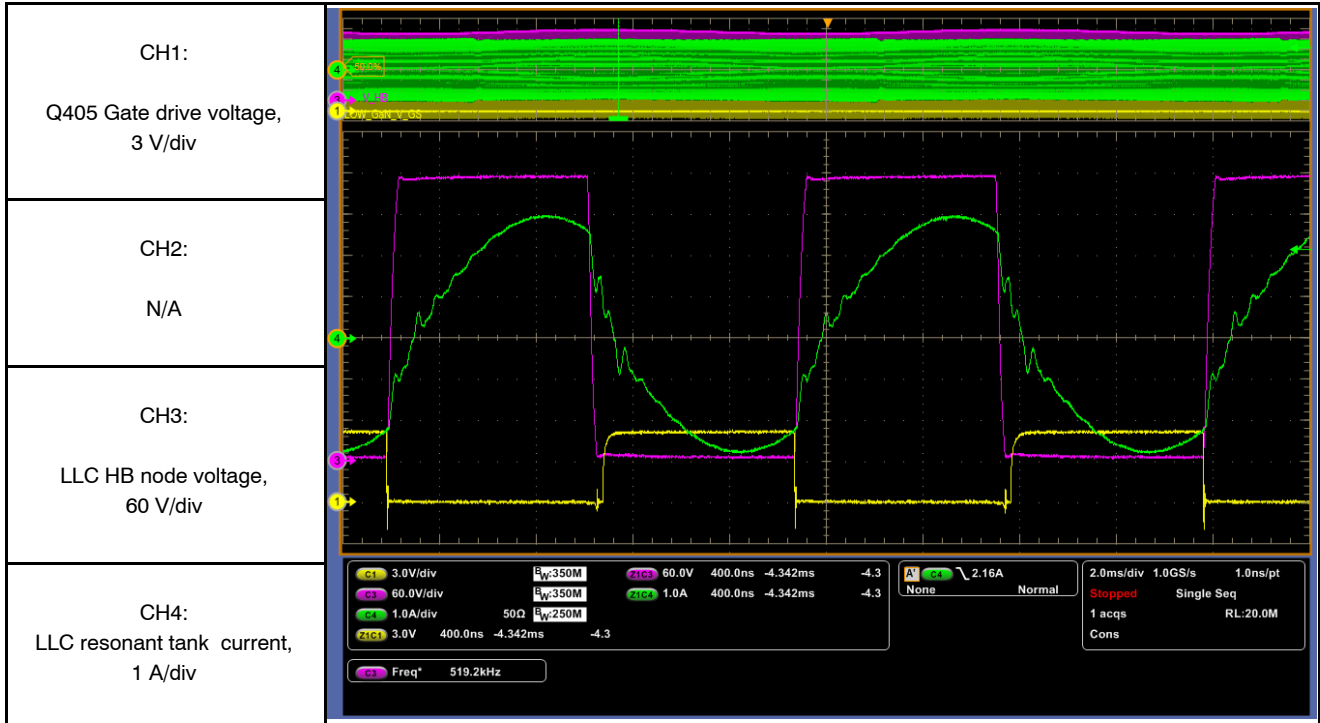 CH1:
Q405 Gate drive voltage,
3 V/div
CH2:
N/A
CH3:
LLC HB node voltage,
60 V/div
CH4:
LLC resonant tank current,
1 A/div
4
50.0%
3
V_HB
1
LOW_GaN_V_GS
4
3
1
C1 3.0V/div BW:350M
C3 60.0V/div BW:350M
C4 1.0A/div 50Ω BW:250M
Z1C1 3.0V 400.0ns -4.342ms -4.3
Z1C3 60.0V 400.0ns -4.342ms -4.3
Z1C4 1.0A 400.0ns -4.342ms -4.3
A' C4 2.16A
None Normal
2.0ms/div 1.0GS/s 1.0ns/pt
Stopped Single Seq
1 acqs RL:20.0M
Cons
C3 Freq* 519.2kHz